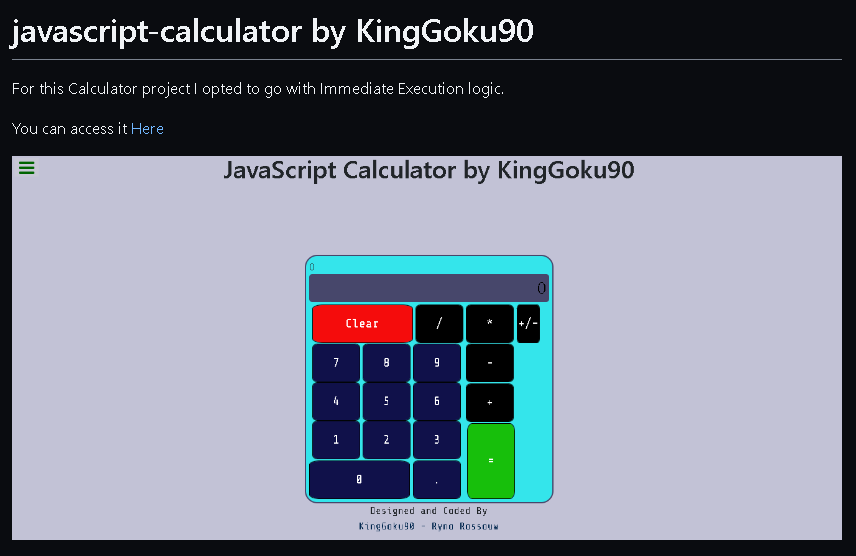 javascript-calculator by KingGoku90
For this Calculator project I opted to go with Immediate Execution logic.
You can access it Here
JavaScript Calculator by KingGoku90
0
0
Clear / * +/-
7 8 9 -
4 5 6 +
1 2 3 =
0 .
Designed and Coded By
KingGoku90 - Ryno Rossouw